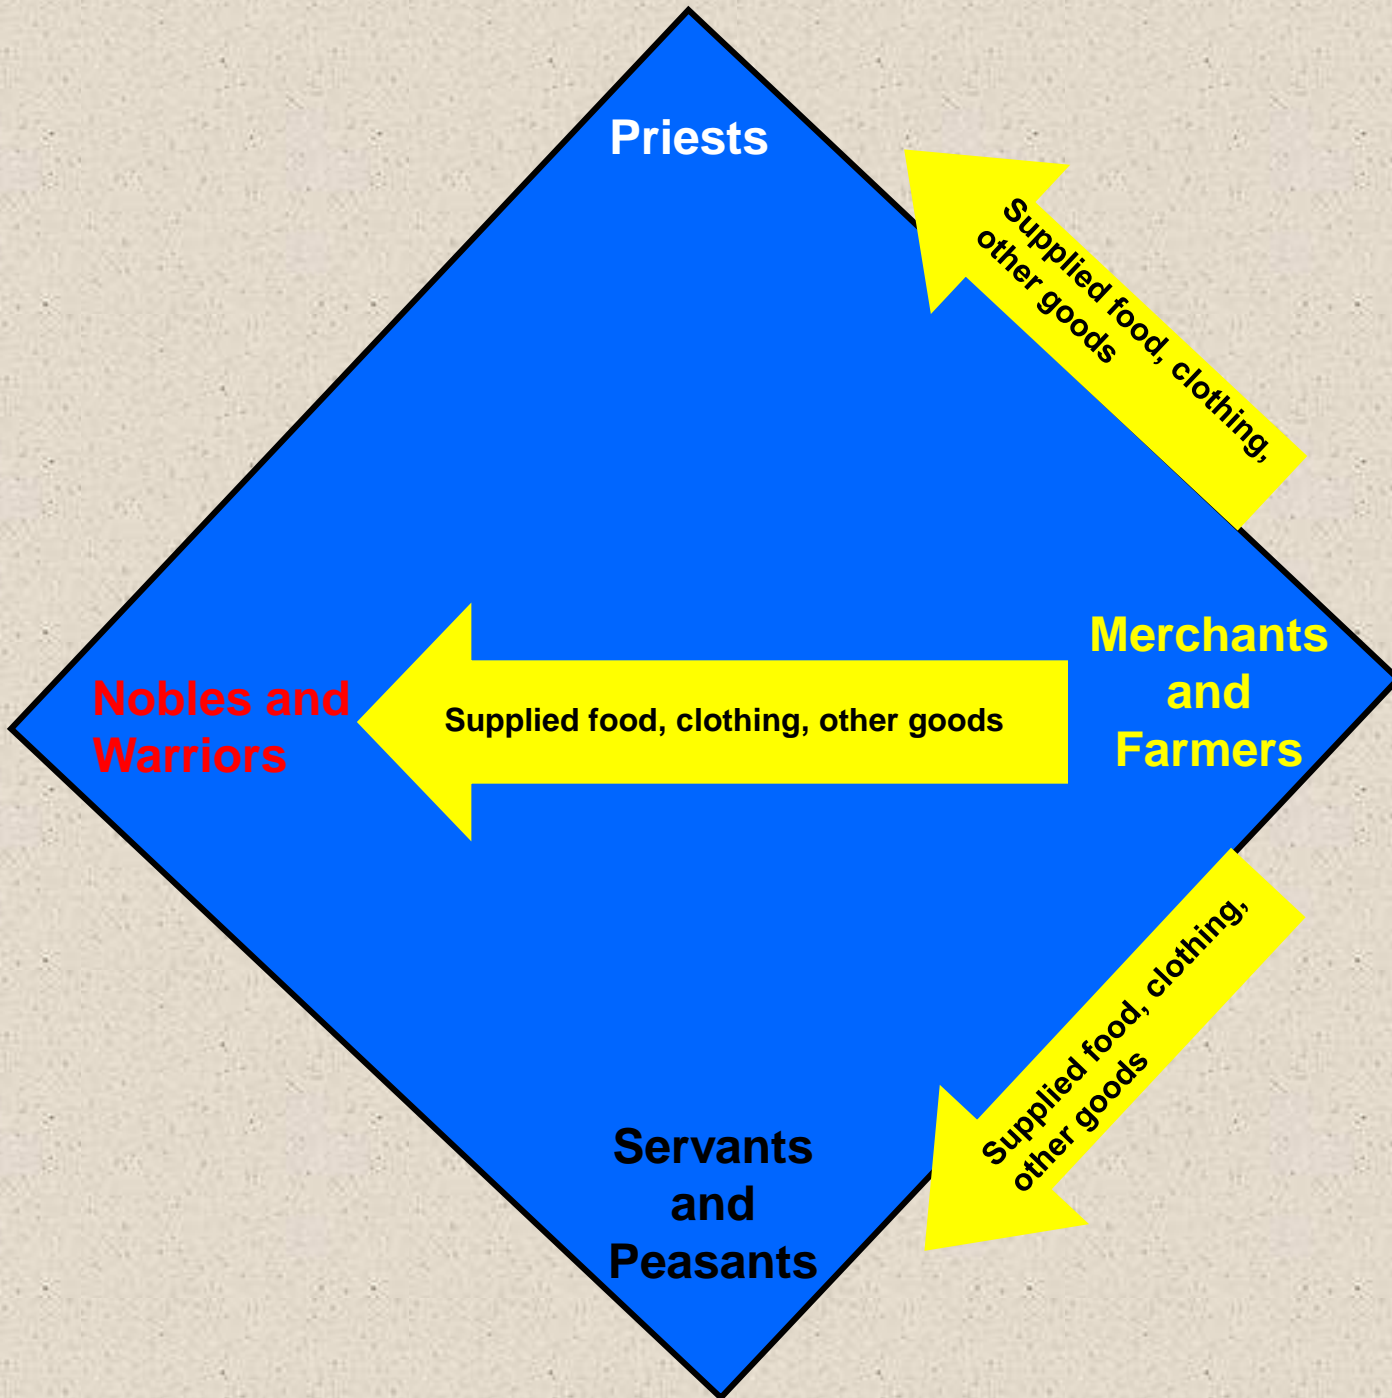 Priests
Supplied food, clothing,
other goods
Merchants
and
Farmers
Nobles and
Warriors
Supplied food, clothing, other goods
Supplied food, clothing,
other goods
Servants
and
Peasants